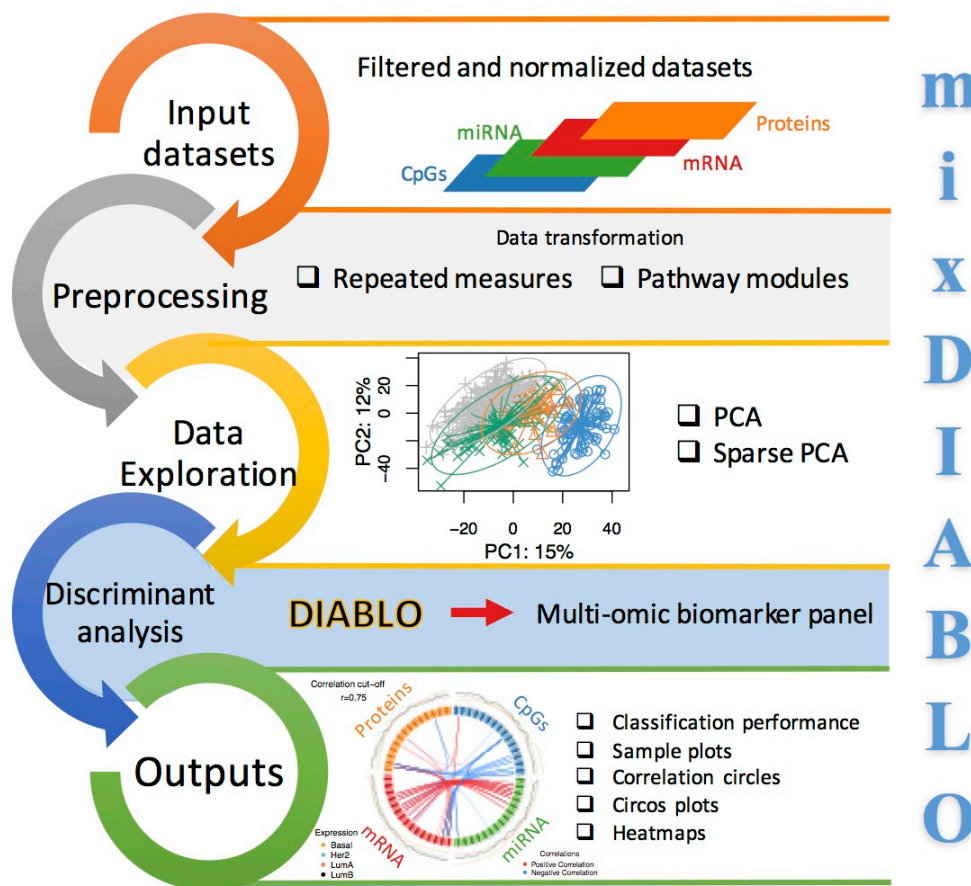 Input
datasets
Filtered and normalized datasets
miRNA
Proteins
CpGs
mRNA
Preprocessing
Data transformation
❑ Repeated measures ❑ Pathway modules
Data
Exploration
PC2: 12%
20
0
−40
−20 0 20 40
PC1: 15%
❑ PCA
❑ Sparse PCA
Discriminant
analysis
DIABLO
Multi-omic biomarker panel
Outputs
Correlation cut-off
r=0.75
Proteins
CpGs
mRNA
miRNA
Expression
Basal
Her2
LumA
LumB
Correlations
Positive Correlation
Negative Correlation
❑ Classification performance
❑ Sample plots
❑ Correlation circles
❑ Circos plots
❑ Heatmaps
m
i
x
D
I
A
B
L
O